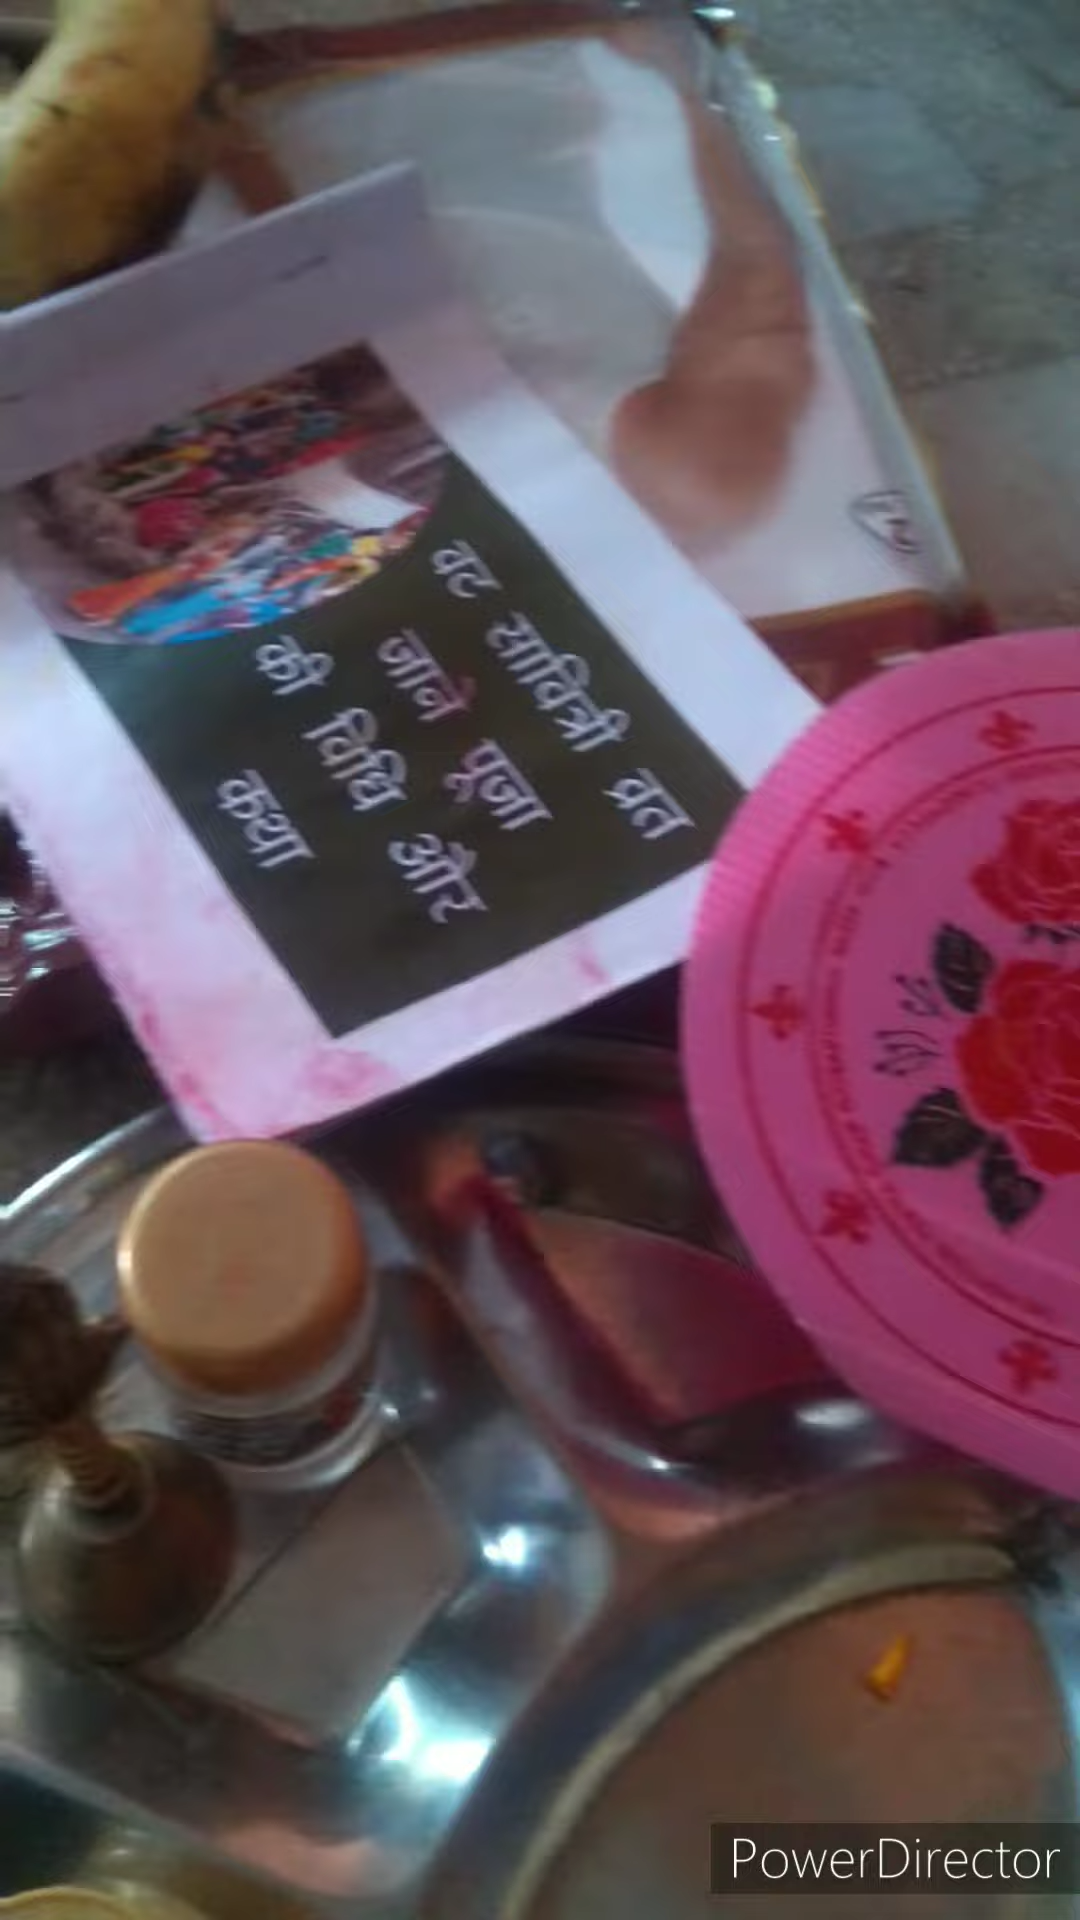 वट सावित्री व्रत
जाने पूजा
की विधि और
कथा
PowerDirector